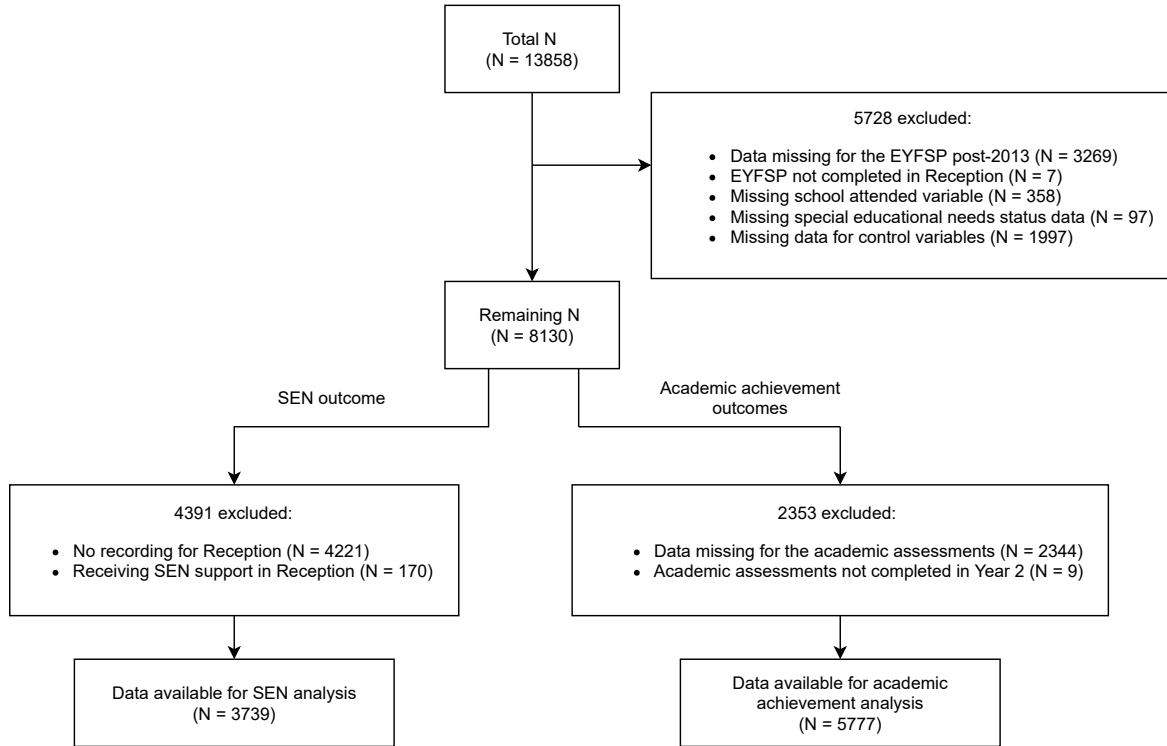 Total N
(N = 13858)
5728 excluded:
• Data missing for the EYFSP post-2013 (N = 3269)
• EYFSP not completed in Reception (N = 7)
• Missing school attended variable (N = 358)
• Missing special educational needs status data (N = 97)
• Missing data for control variables (N = 1997)
Remaining N
(N = 8130)
SEN outcome
Academic achievement
outcomes
4391 excluded:
• No recording for Reception (N = 4221)
• Receiving SEN support in Reception (N = 170)
2353 excluded:
• Data missing for the academic assessments (N = 2344)
• Academic assessments not completed in Year 2 (N = 9)
Data available for SEN analysis
(N = 3739)
Data available for academic
achievement analysis
(N = 5777)